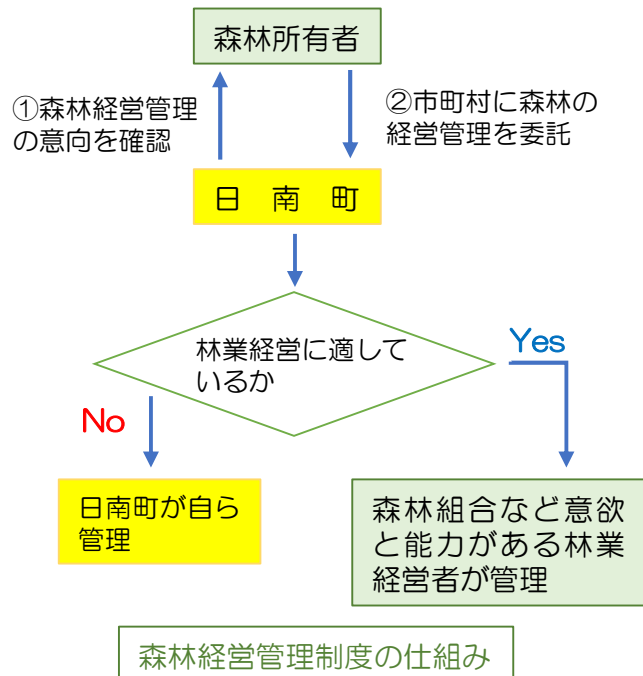 森林所有者
①森林経営管理
の意向を確認
②市町村に森林の
経営管理を委託
日 南 町
林業経営に適して
いるか
Yes
No
日南町が自ら
管理
森林組合など意欲
と能力がある林業
経営者が管理
森林経営管理制度の仕組み